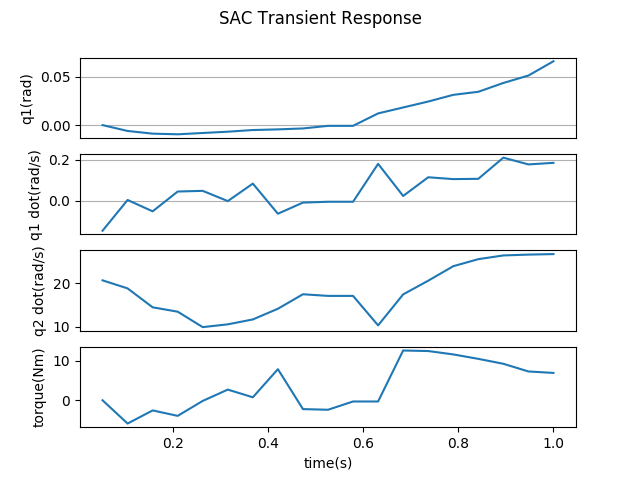 SAC Transient Response
q1(rad)
0.05
0.00
q1 dot(rad/s)
0.2
0.0
q2 dot(rad/s)
20
10
torque(Nm)
10
0
0.2 0.4 0.6 0.8 1.0
time(s)